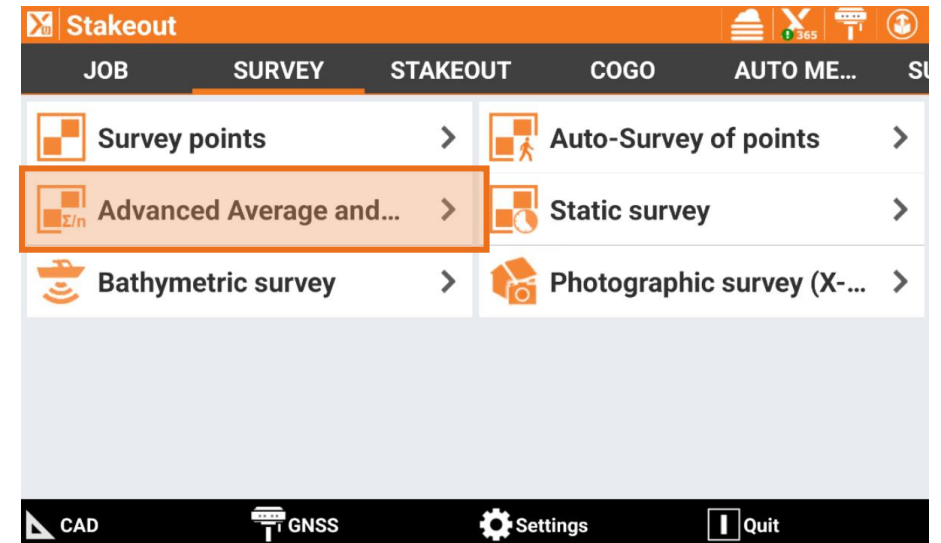 Stakeout
365
JOB SURVEY STAKEOUT COGO AUTO ME... SU
Survey points
Auto-Survey of points
Σ/n
Advanced Average and...
Static survey
Bathymetric survey
Photographic survey (X-...
CAD GNSS Settings Quit